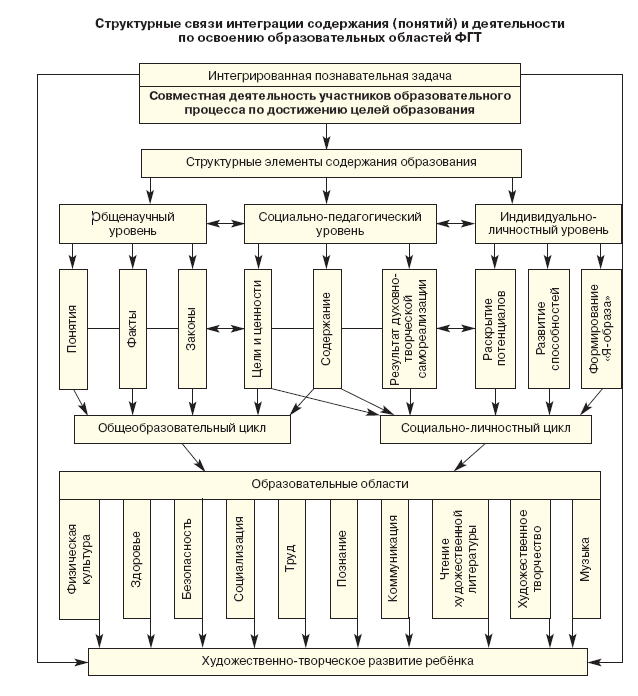 Структурные связи интеграции содержания (понятий) и деятельности
по освоению образовательных областей ФГТ
Интегрированная познавательная задача
Совместная деятельность участников образовательного
процесса по достижению целей образования
Структурные элементы содержания образования
Общенаучный
уровень
Социально-педагогический
уровень
Индивидуально-
личностный уровень
Понятия
Факты
Законы
Цели и ценности
Содержание
Результат духовно-
творческой
самореализации
Раскрытие
потенциалов
Развитие
способностей
Формирование
«Я-образа»
Общеобразовательный цикл
Социально-личностный цикл
Образовательные области
Физическая
культура
Здоровье
Безопасность
Социализация
Труд
Познание
Коммуникация
Чтение
художественной
литературы
Художественное
творчество
Музыка
Художественно-творческое развитие ребёнка